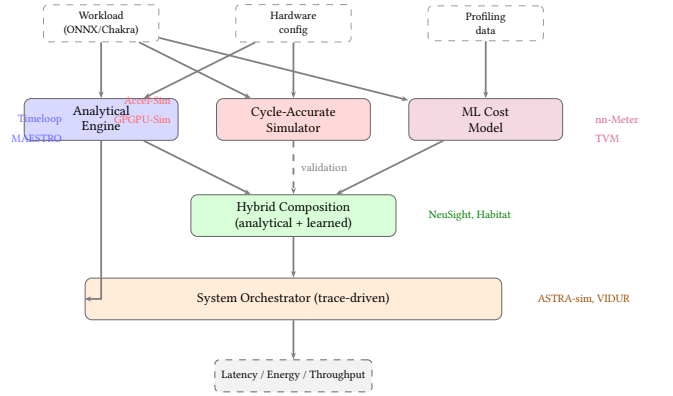 Workload
(ONNX/Chakra)
Hardware
config
Profiling
data
Timeloop
MAESTRO
Analytical
Engine
Accel-Sim
GPGPU-Sim
Cycle-Accurate
Simulator
ML Cost
Model
nn-Meter
TVM
validation
Hybrid Composition
(analytical + learned)
NeuSight, Habitat
System Orchestrator (trace-driven)
ASTRA-sim, VIDUR
Latency / Energy / Throughput